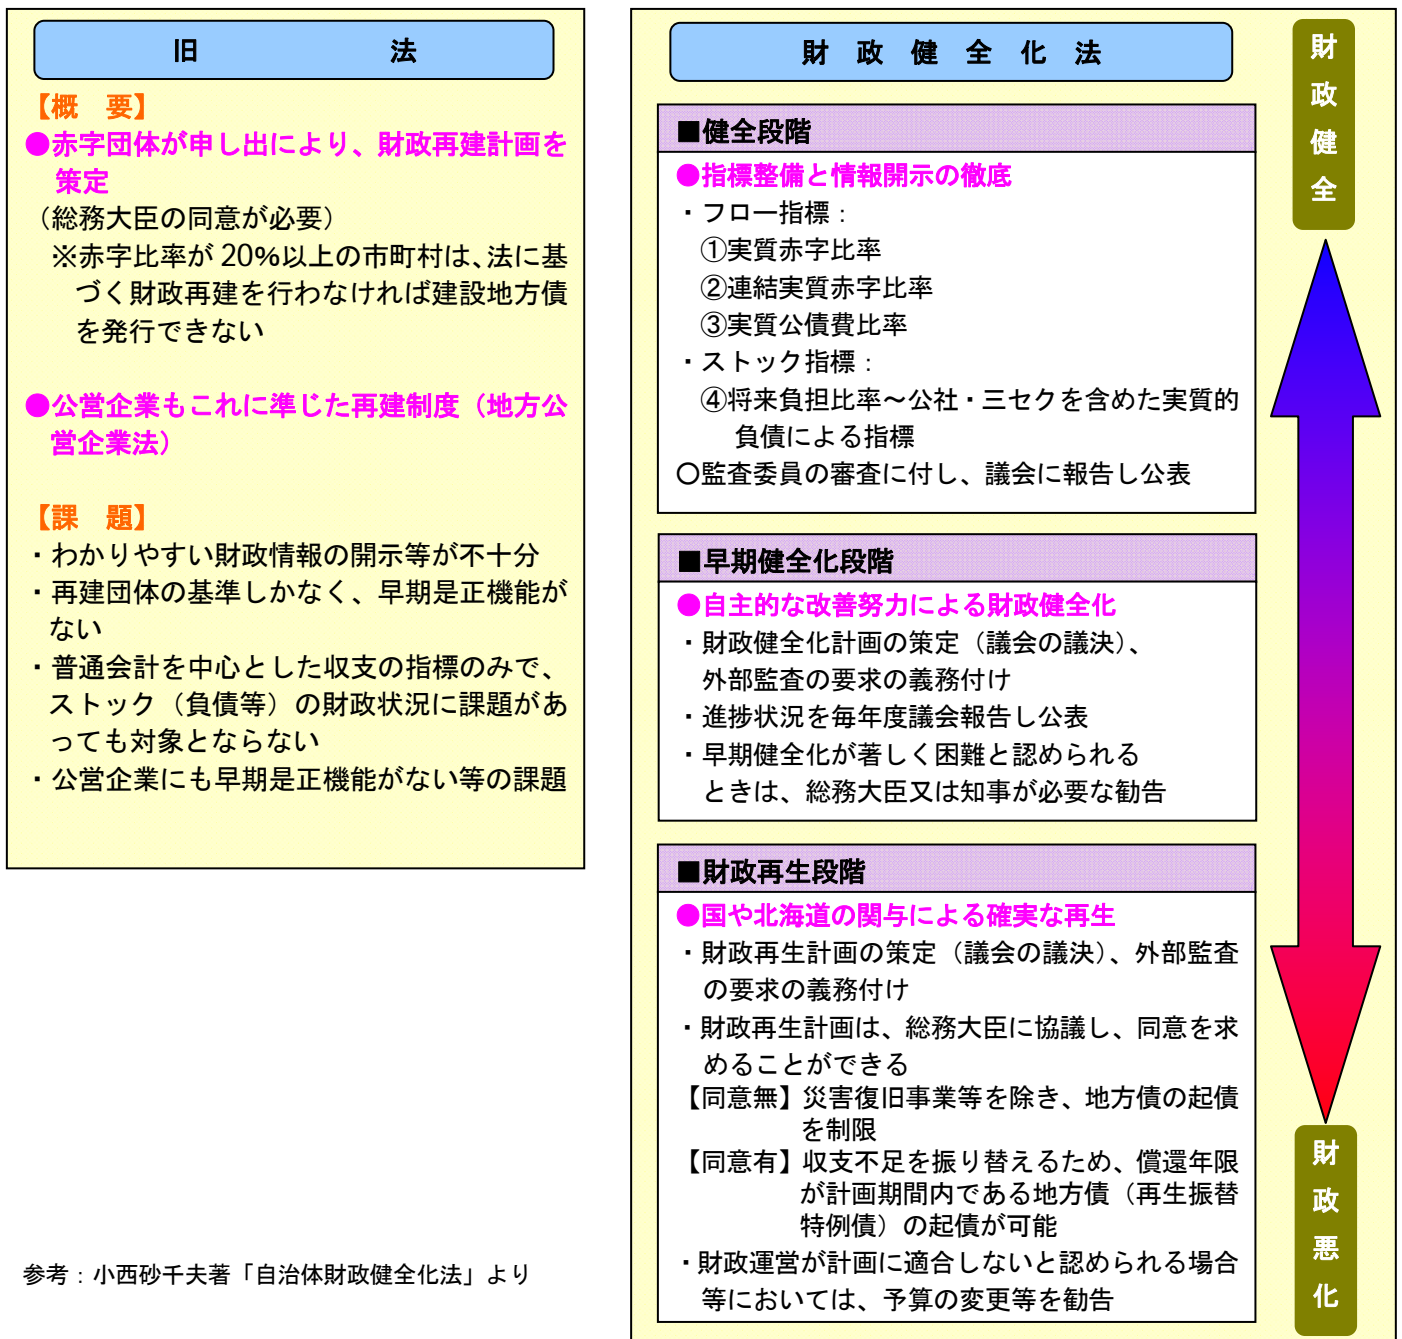 旧　法
【概　要】
●赤字団体が申し出により、財政再建計画を
策定
（総務大臣の同意が必要）
※赤字比率が20％以上の市町村は、法に基
づく財政再建を行わなければ建設地方債
を発行できない
●公営企業もこれに準じた再建制度（地方公
営企業法）
【課　題】
・わかりやすい財政情報の開示等が不十分
・再建団体の基準しかなく、早期是正機能が
ない
・普通会計を中心とした収支の指標のみで、
ストック（負債等）の財政状況に課題があ
っても対象とならない
・公営企業にも早期是正機能がない等の課題
参考：小西砂千夫著「自治体財政健全化法」より
財政健全化法
■健全段階
●指標整備と情報開示の徹底
・フロー指標：
①実質赤字比率
②連結実質赤字比率
③実質公債費比率
・ストック指標：
④将来負担比率～公社・三セクを含めた実質的
負債による指標
○監査委員の審査に付し、議会に報告し公表
■早期健全化段階
●自主的な改善努力による財政健全化
・財政健全化計画の策定（議会の議決）、
外部監査の要求の義務付け
・進捗状況を毎年度議会報告し公表
・早期健全化が著しく困難と認められる
ときは、総務大臣又は知事が必要な勧告
■財政再生段階
●国や北海道の関与による確実な再生
・財政再生計画の策定（議会の議決）、外部監査
の要求の義務付け
・財政再生計画は、総務大臣に協議し、同意を求
めることができる
【同意無】災害復旧事業等を除き、地方債の起債
を制限
【同意有】収支不足を振り替えるため、償還年限
が計画期間内である地方債（再生振替
特例債）の起債が可能
・財政運営が計画に適合しないと認められる場合
等においては、予算の変更等を勧告
財政健全
財政悪化